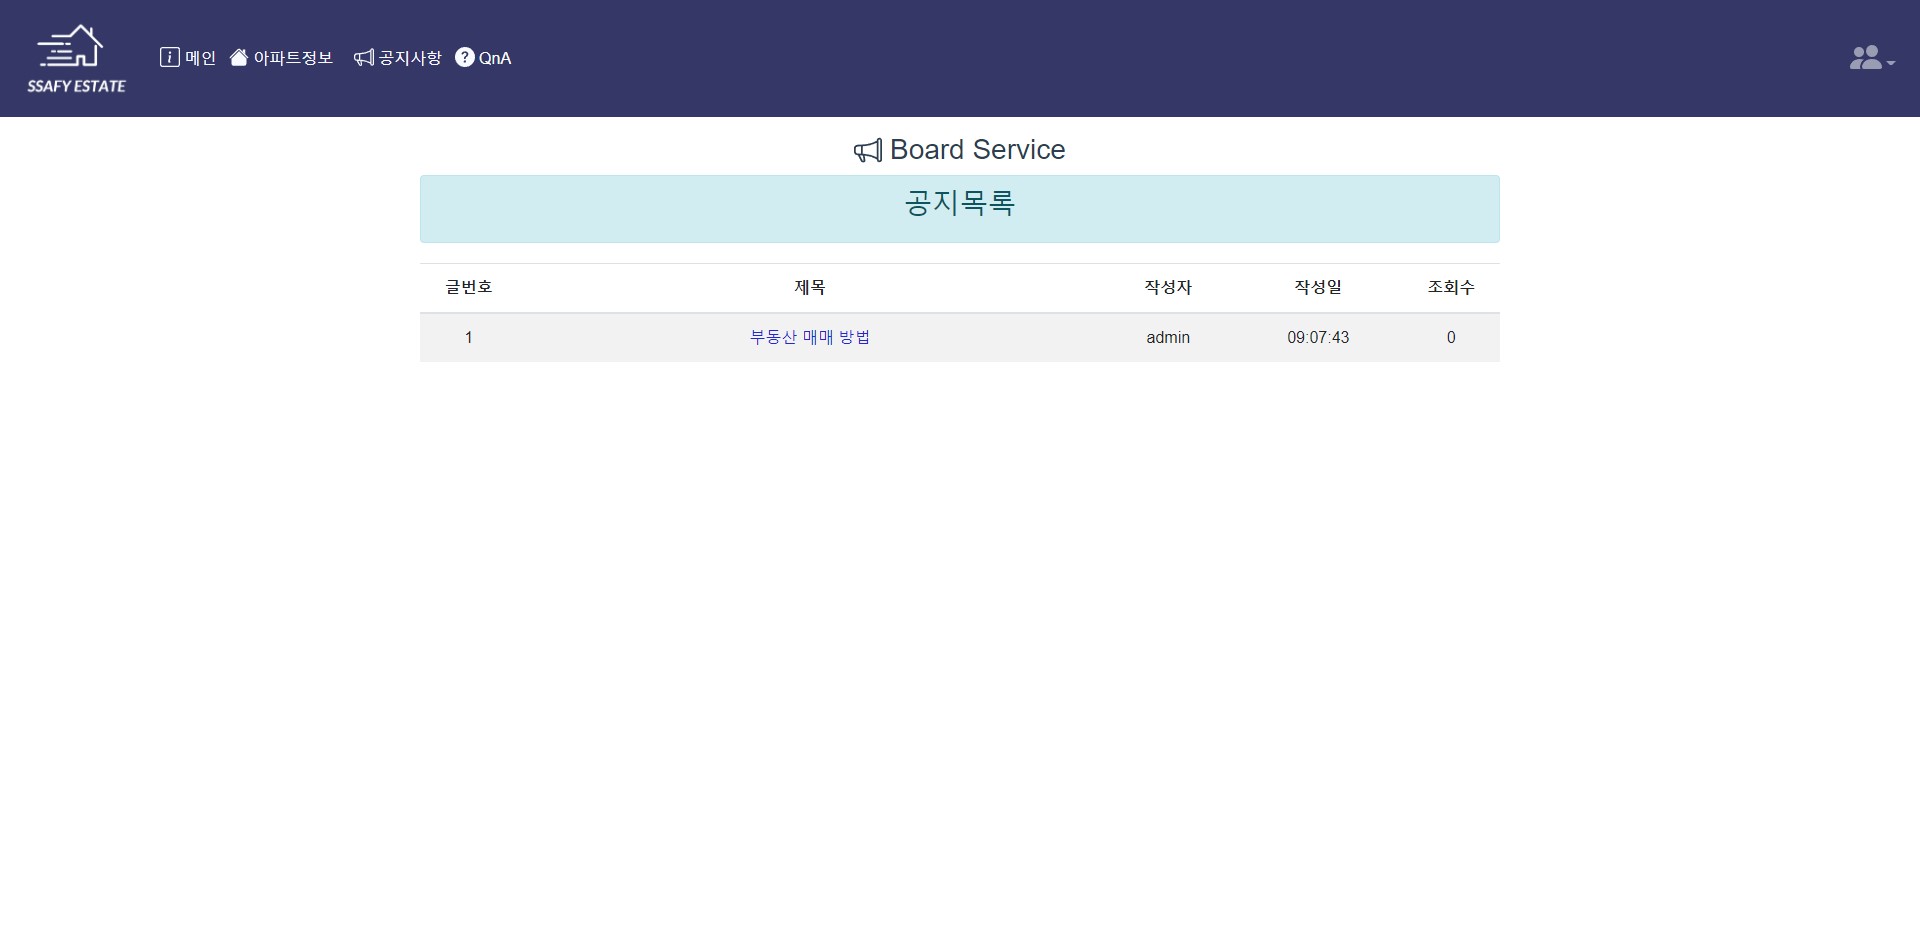 SSAFY ESTATE
메인 아파트정보 공지사항 QnA
Board Service
공지목록
글번호 제목 작성자 작성일 조회수
1 부동산 매매 방법 admin 09:07:43 0